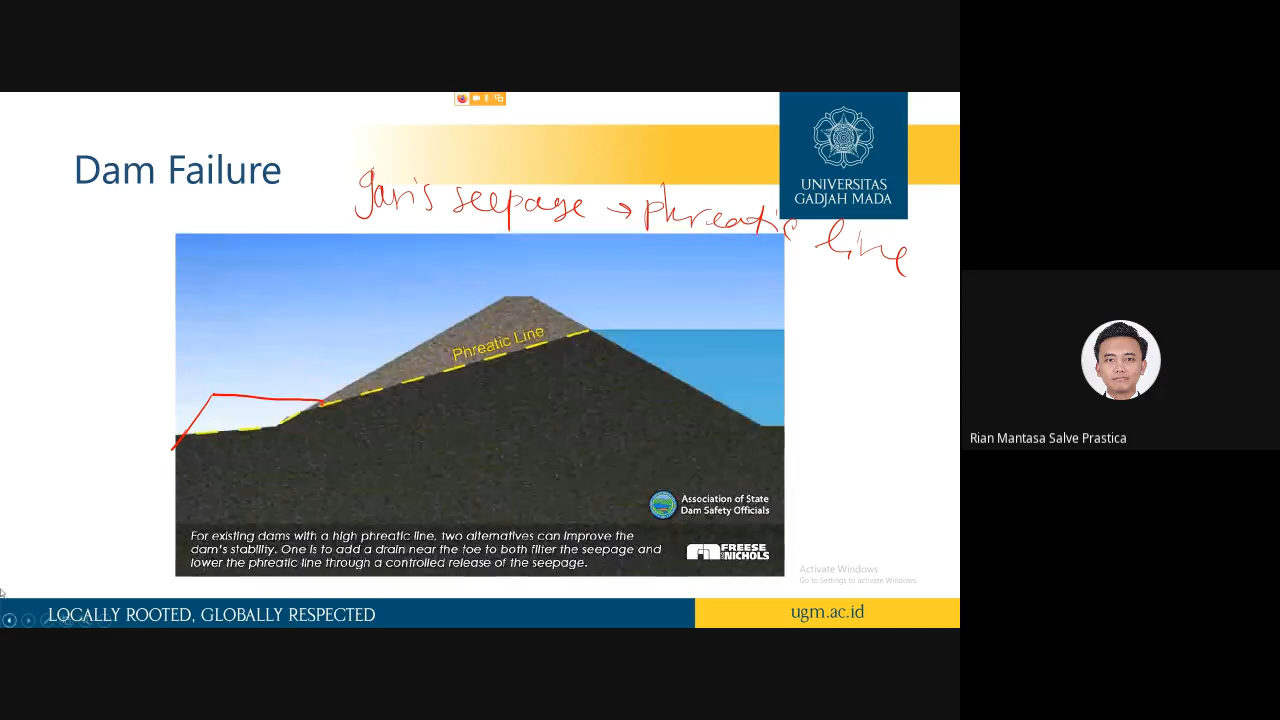 Dam Failure
UNIVERSITAS
GADJAH MADA
garis seepage → phreatic line
Phreatic Line
Association of State
Dam Safety Officials
For existing dams with a high phreatic line, two alternatives can improve the
dam's stability. One is to add a drain near the toe to both filter the seepage and
lower the phreatic line through a controlled release of the seepage.
FREESE
NICHOLS
Activate Windows
Go to Settings to activate Windows.
LOCALLY ROOTED, GLOBALLY RESPECTED
ugm.ac.id
Rian Mantasa Salve Prastica